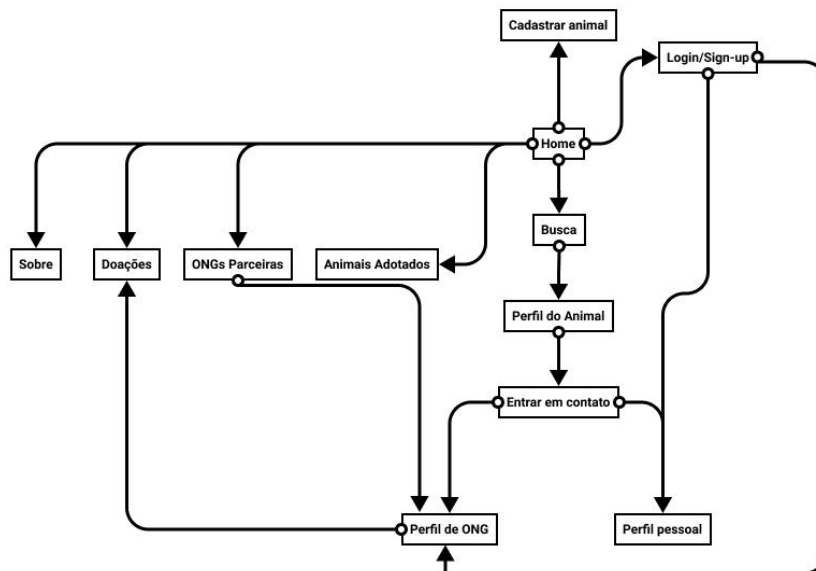 Cadastrar animal
Login/Sign-up
Home
Busca
Sobre
Doações
ONGs Parceiras
Animais Adotados
Perfil do Animal
Entrar em contato
Perfil de ONG
Perfil pessoal